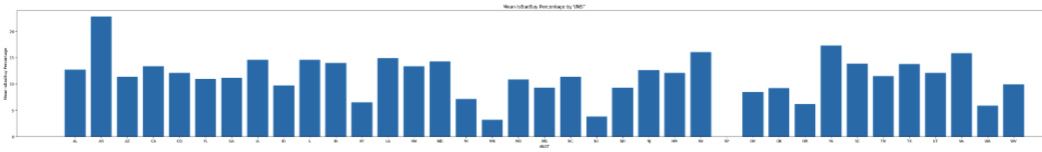 Mean IsBadBuy Percentage by 'VNST'
Mean IsBadBuy Percentage
20
15
10
5
0
AL AR AZ CA CO FL GA IA ID IL IN KY LA MA MD MI MN MO MS NC NE NH NJ NM NV NY OH OK OR PA SC TN TX UT VA WA WV
VNST